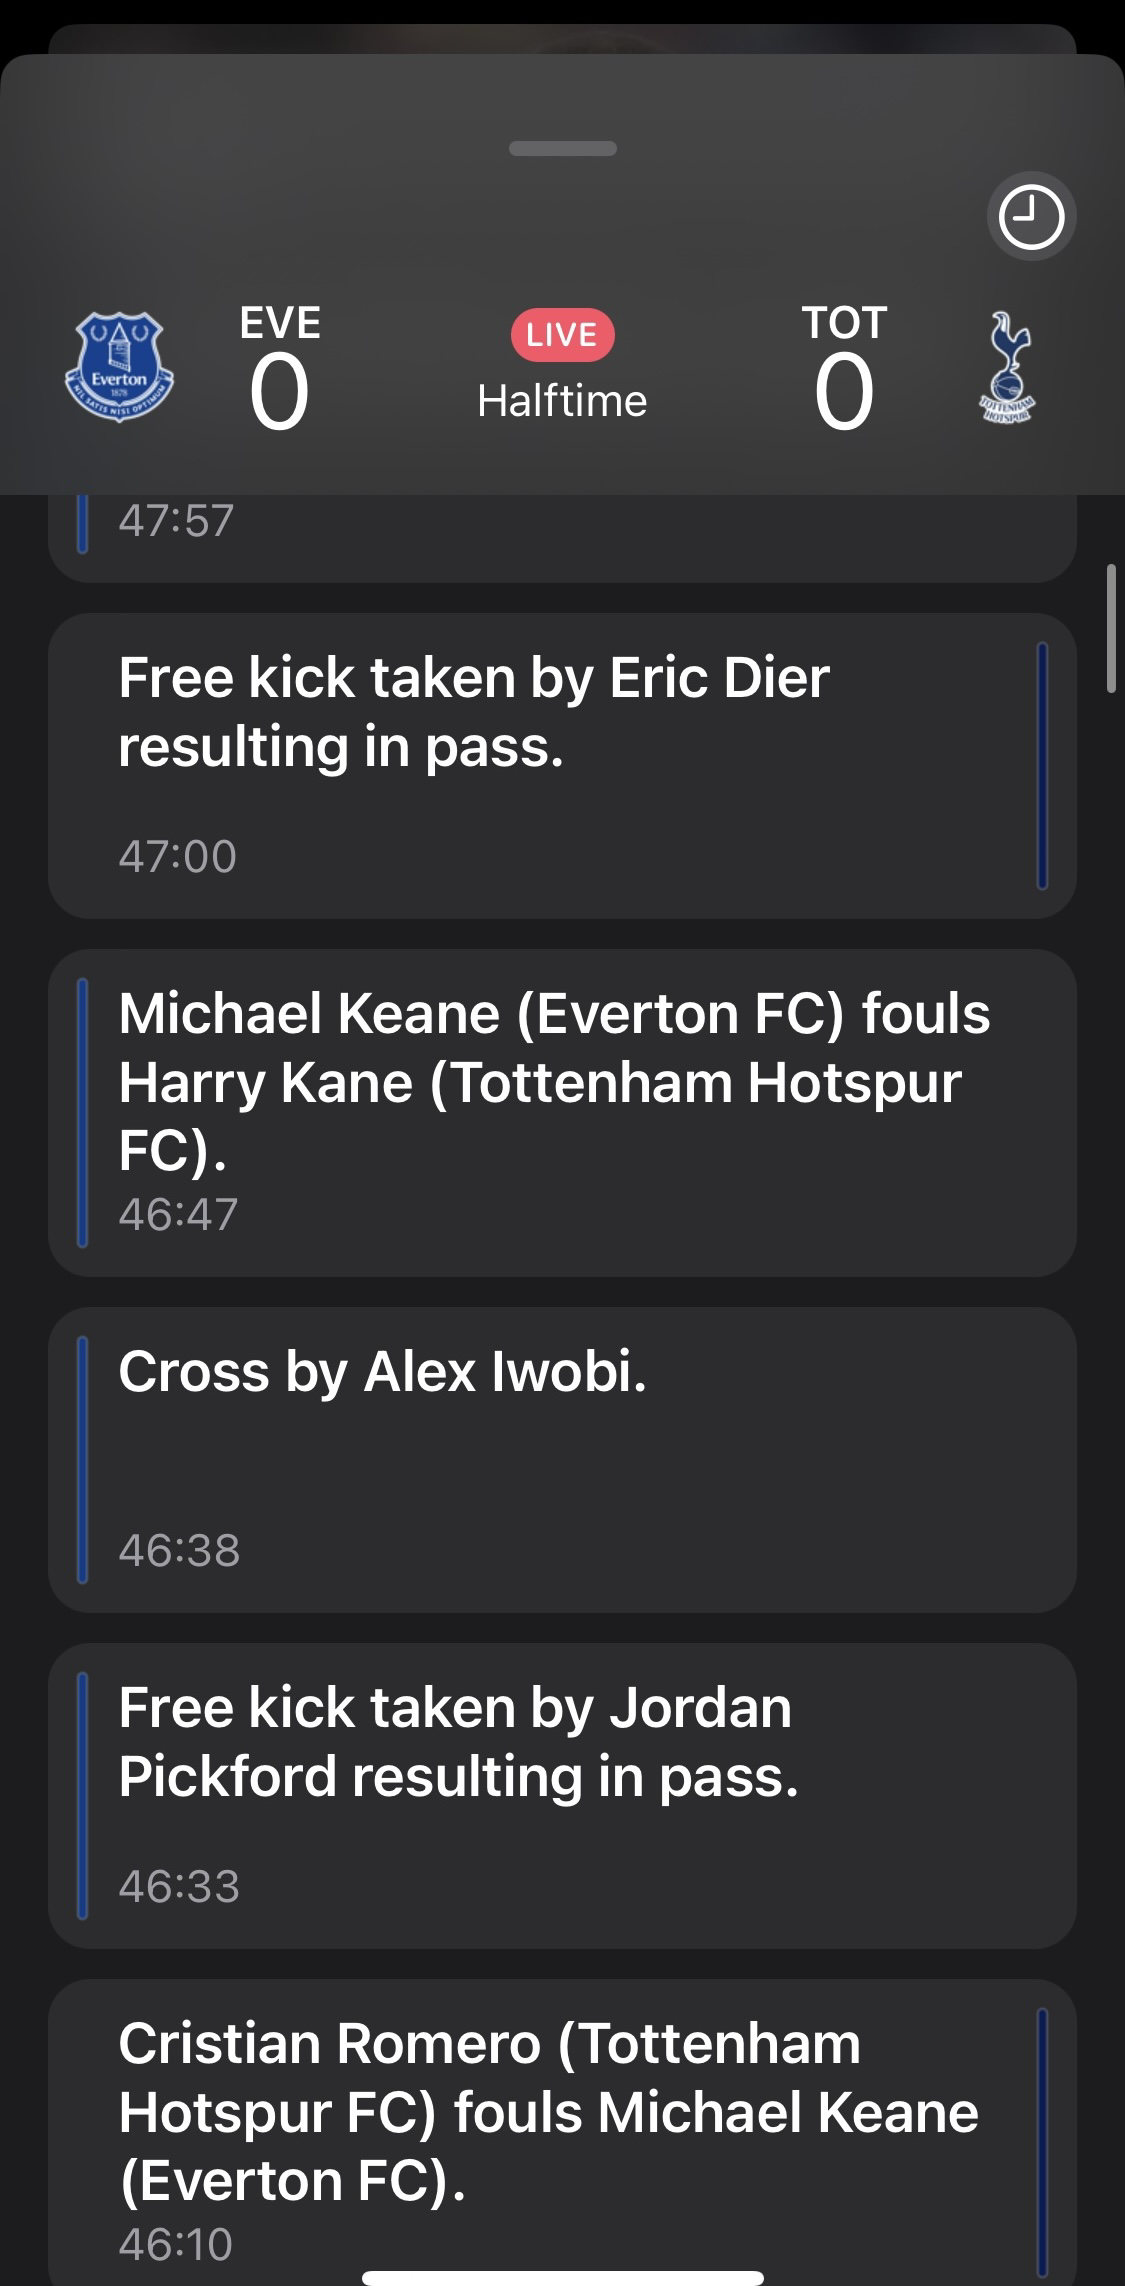 EVE
0
LIVE
Halftime
TOT
0
Everton
1878
NIL SATIS NISI OPTIMUM
TOTTENHAM
HOTSPUR
47:57
Free kick taken by Eric Dier
resulting in pass.
47:00
Michael Keane (Everton FC) fouls
Harry Kane (Tottenham Hotspur
FC).
46:47
Cross by Alex Iwobi.
46:38
Free kick taken by Jordan
Pickford resulting in pass.
46:33
Cristian Romero (Tottenham
Hotspur FC) fouls Michael Keane
(Everton FC).
46:10